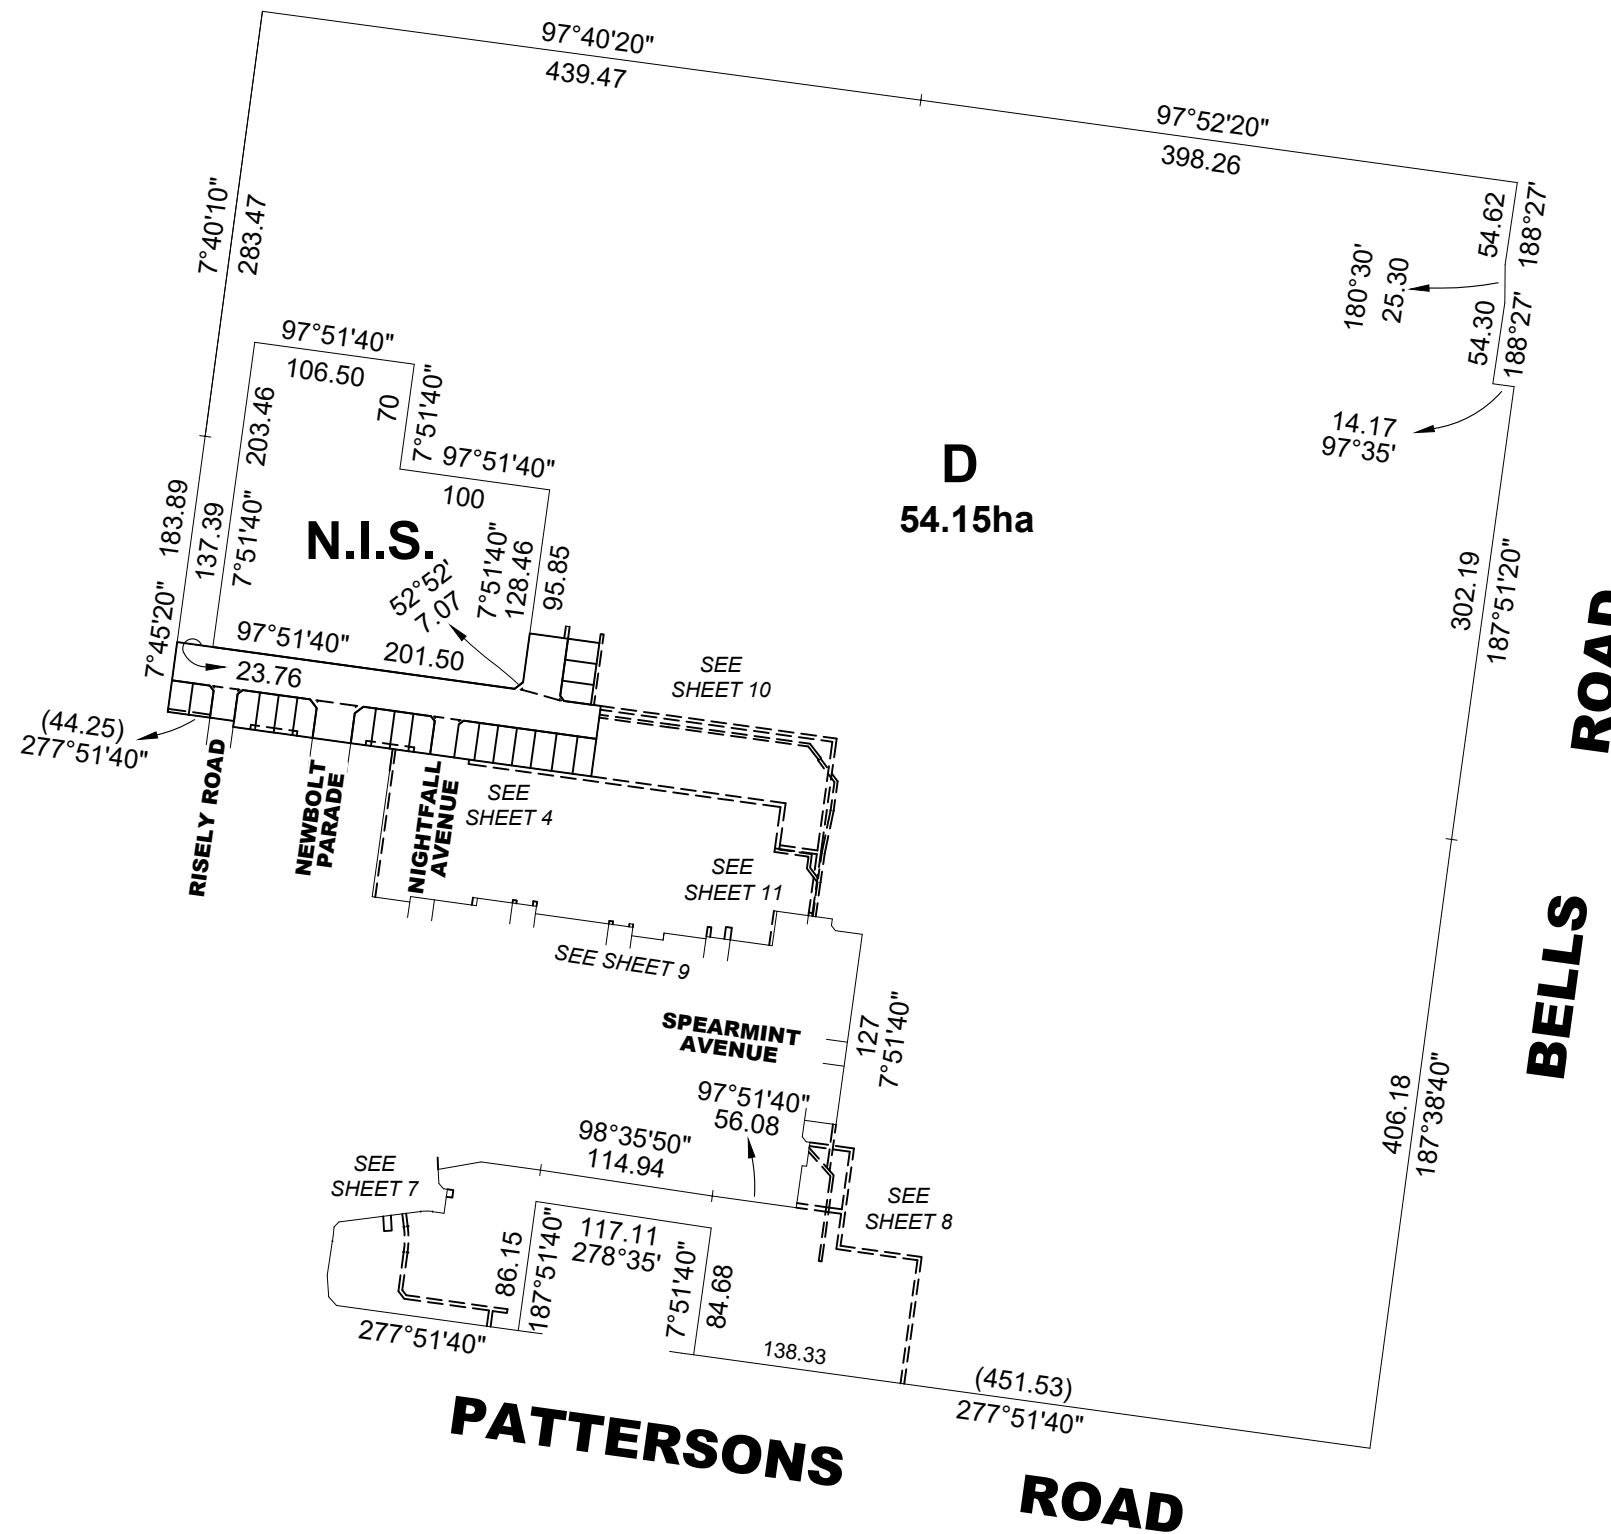 97°40'20"
439.47
97°52'20"
398.26
54.62
188°27'
180°30'
25.30
54.30
188°27'
14.17
97°35'
7°40'10"
283.47
97°51'40"
106.50
70
7°51'40"
203.46
97°51'40"
100
D
54.15ha
N.I.S.
183.89
137.39
7°51'40"
52°52'
7.07
7°51'40"
128.46
95.85
302.19
187°51'20"
7°45'20"
97°51'40"
201.50
23.76
(44.25)
277°51'40"
SEE
SHEET 10
RISELY ROAD
NEWBOLT
PARADE
NIGHTFALL
AVENUE
SEE
SHEET 4
SEE
SHEET 11
SEE SHEET 9
SPEARMINT
AVENUE
127
7°51'40"
97°51'40"
56.08
98°35'50"
114.94
SEE
SHEET 7
SEE
SHEET 8
406.18
187°38'40"
86.15
187°51'40"
117.11
278°35'
7°51'40"
84.68
277°51'40"
138.33
(451.53)
277°51'40"
PATTERSONS ROAD
BELLS ROAD